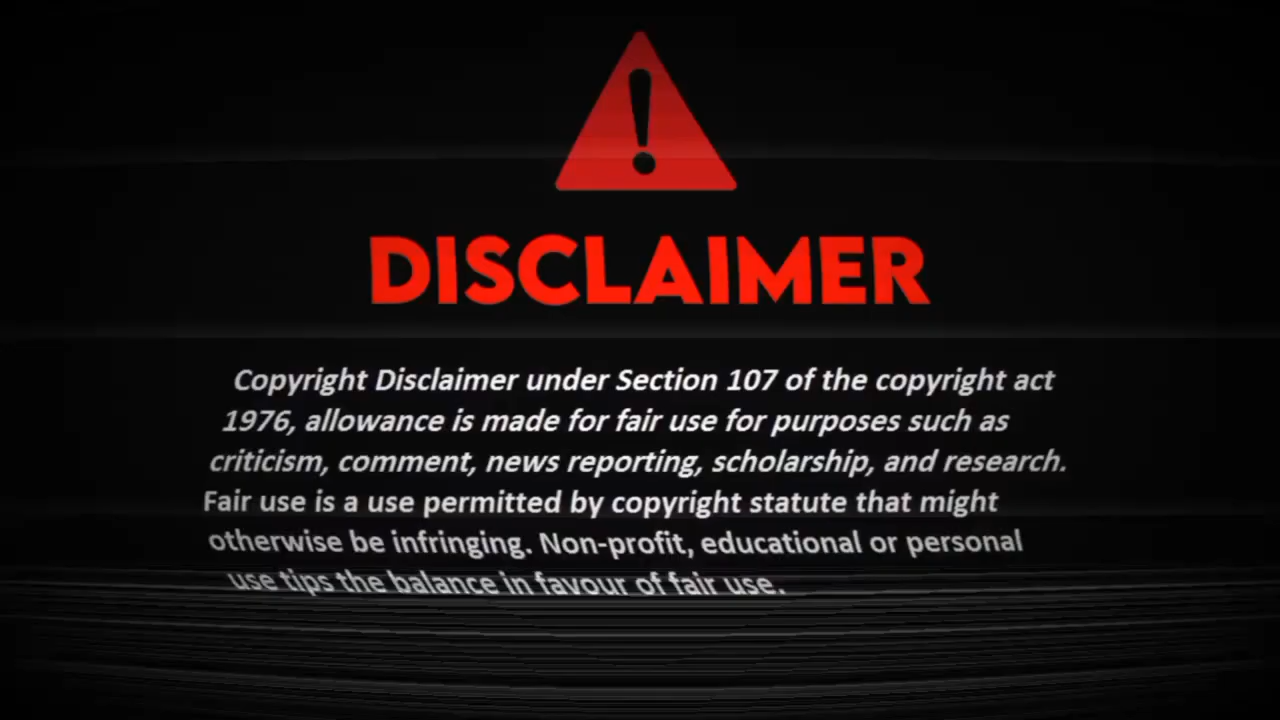 DISCLAIMER
Copyright Disclaimer under Section 107 of the copyright act
1976, allowance is made for fair use for purposes such as
criticism, comment, news reporting, scholarship, and research.
Fair use is a use permitted by copyright statute that might
otherwise be infringing. Non-profit, educational or personal
use tips the balance in favour of fair use.